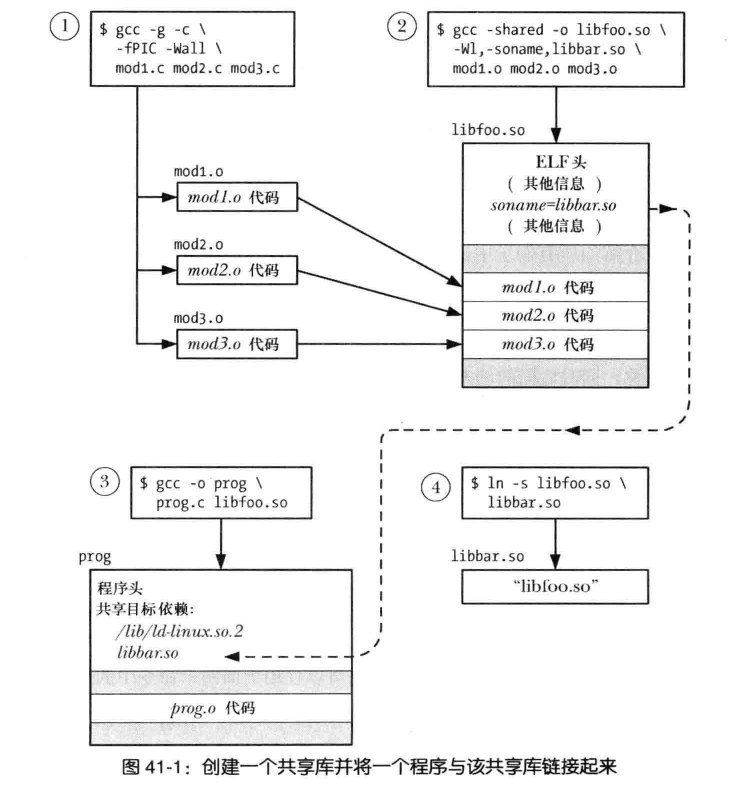 ①
$ gcc -g -c \
-fPIC -Wall \
mod1.c mod2.c mod3.c
②
$ gcc -shared -o libfoo.so \
-Wl,-soname,libbar.so \
mod1.o mod2.o mod3.o
libfoo.so
ELF头
( 其他信息 )
soname=libbar.so
( 其他信息 )
mod1.o 代码
mod2.o 代码
mod3.o 代码
mod1.o
mod1.o 代码
mod2.o
mod2.o 代码
mod3.o
mod3.o 代码
③
$ gcc -o prog \
prog.c libfoo.so
prog
程序头
共享目标依赖:
/lib/ld-linux.so.2
libbar.so
prog.o 代码
④
$ ln -s libfoo.so \
libbar.so
libbar.so
“libfoo.so”
图 41-1: 创建一个共享库并将一个程序与该共享库链接起来